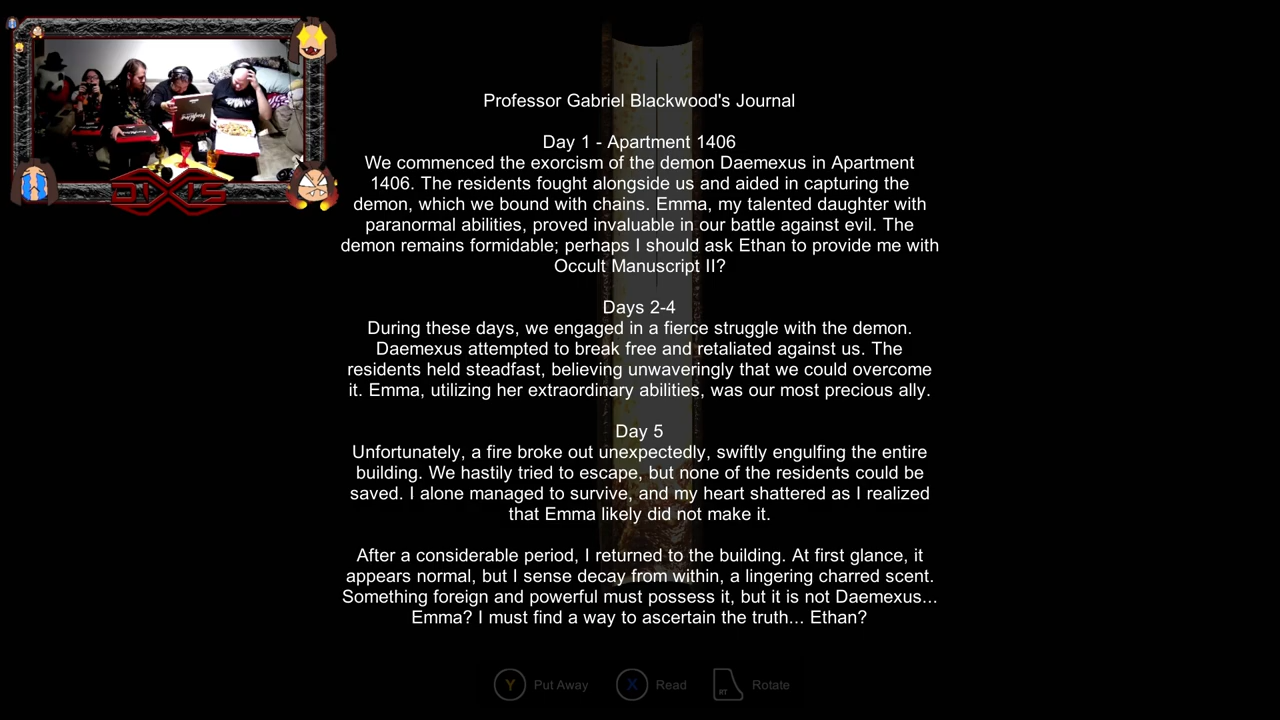 Professor Gabriel Blackwood's Journal
Day 1 - Apartment 1406
We commenced the exorcism of the demon Daemexus in Apartment
1406. The residents fought alongside us and aided in capturing the
demon, which we bound with chains. Emma, my talented daughter with
paranormal abilities, proved invaluable in our battle against evil. The
demon remains formidable; perhaps I should ask Ethan to provide me with
Occult Manuscript II?
Days 2-4
During these days, we engaged in a fierce struggle with the demon.
Daemexus attempted to break free and retaliated against us. The
residents held steadfast, believing unwaveringly that we could overcome
it. Emma, utilizing her extraordinary abilities, was our most precious ally.
Day 5
Unfortunately, a fire broke out unexpectedly, swiftly engulfing the entire
building. We hastily tried to escape, but none of the residents could be
saved. I alone managed to survive, and my heart shattered as I realized
that Emma likely did not make it.
After a considerable period, I returned to the building. At first glance, it
appears normal, but I sense decay from within, a lingering charred scent.
Something foreign and powerful must possess it, but it is not Daemexus...
Emma? I must find a way to ascertain the truth... Ethan?
DIXIS
Y Put Away X Read RT Rotate